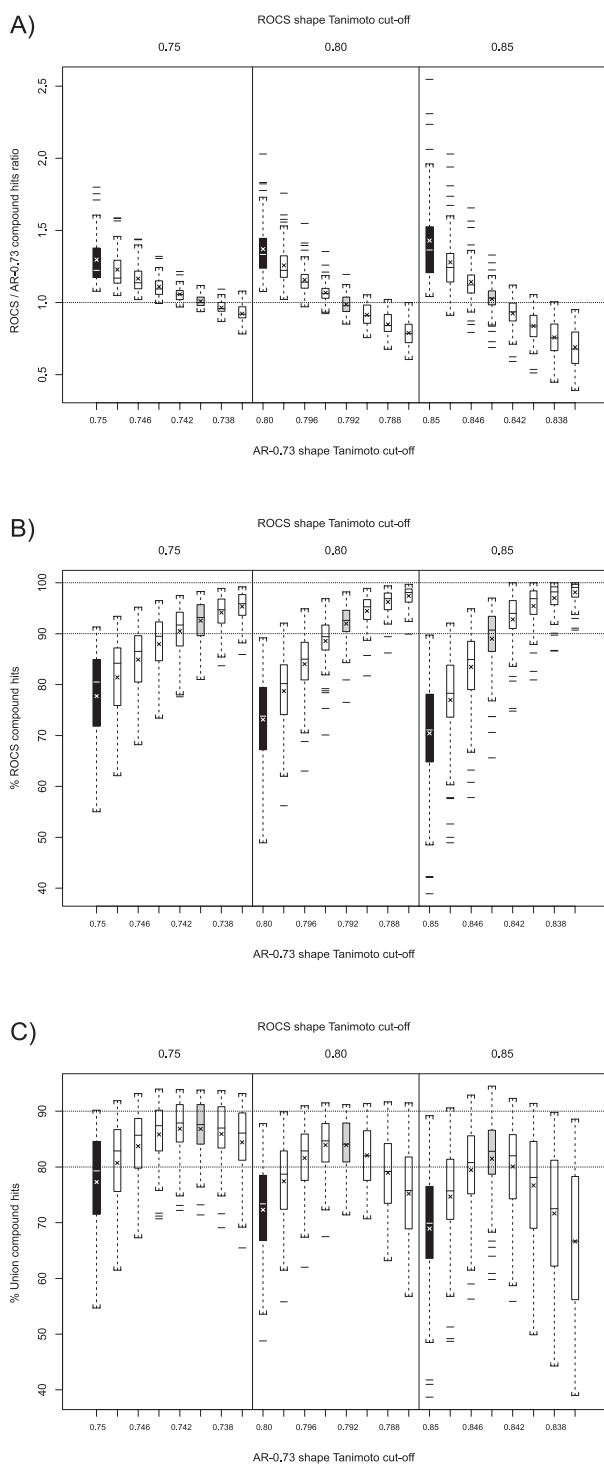 A)
ROCS shape Tanimoto cut-off
0.75 0.80 0.85
ROCS / AR-0.73 compound hits ratio
2.5
2.0
1.5
1.0
0.5
0.75 0.746 0.742 0.738 0.80 0.796 0.792 0.788 0.85 0.846 0.842 0.838
AR-0.73 shape Tanimoto cut-off
B)
ROCS shape Tanimoto cut-off
0.75 0.80 0.85
% ROCS compound hits
100
90
80
70
60
50
40
0.75 0.746 0.742 0.738 0.80 0.796 0.792 0.788 0.85 0.846 0.842 0.838
AR-0.73 shape Tanimoto cut-off
C)
ROCS shape Tanimoto cut-off
0.75 0.80 0.85
% Union compound hits
90
80
70
60
50
40
0.75 0.746 0.742 0.738 0.80 0.796 0.792 0.788 0.85 0.846 0.842 0.838
AR-0.73 shape Tanimoto cut-off